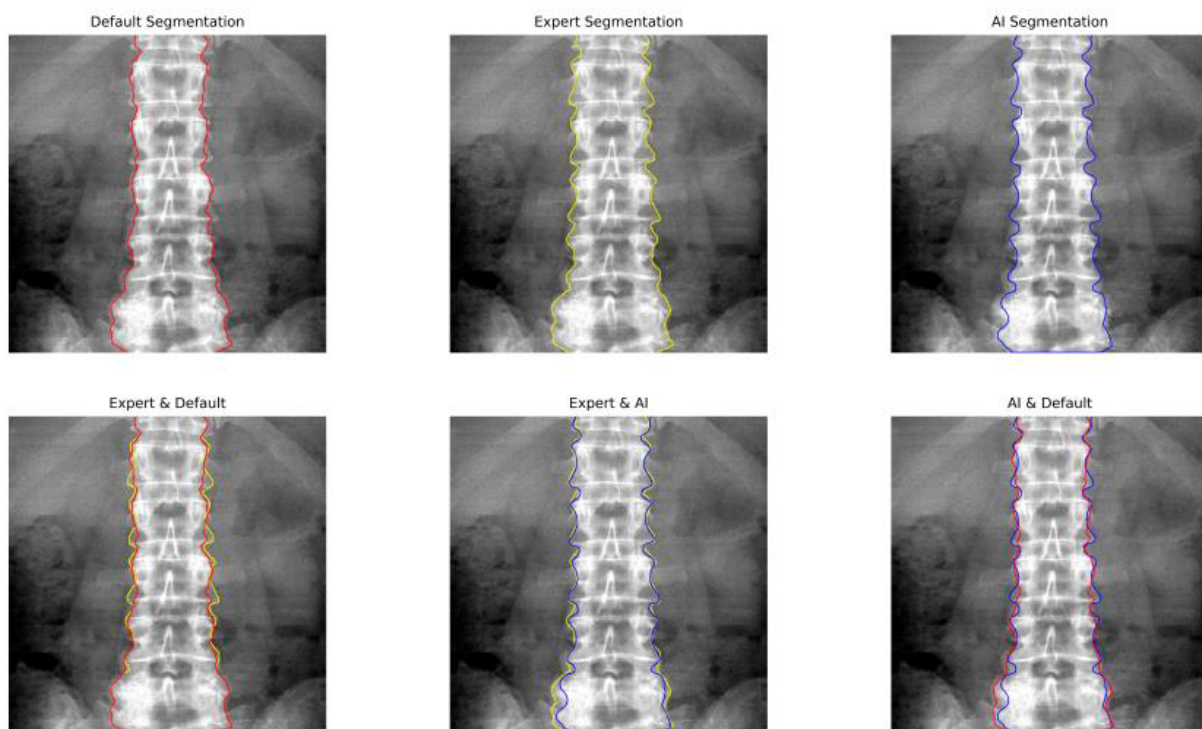 Default Segmentation
Expert Segmentation
AI Segmentation
Expert & Default
Expert & AI
AI & Default